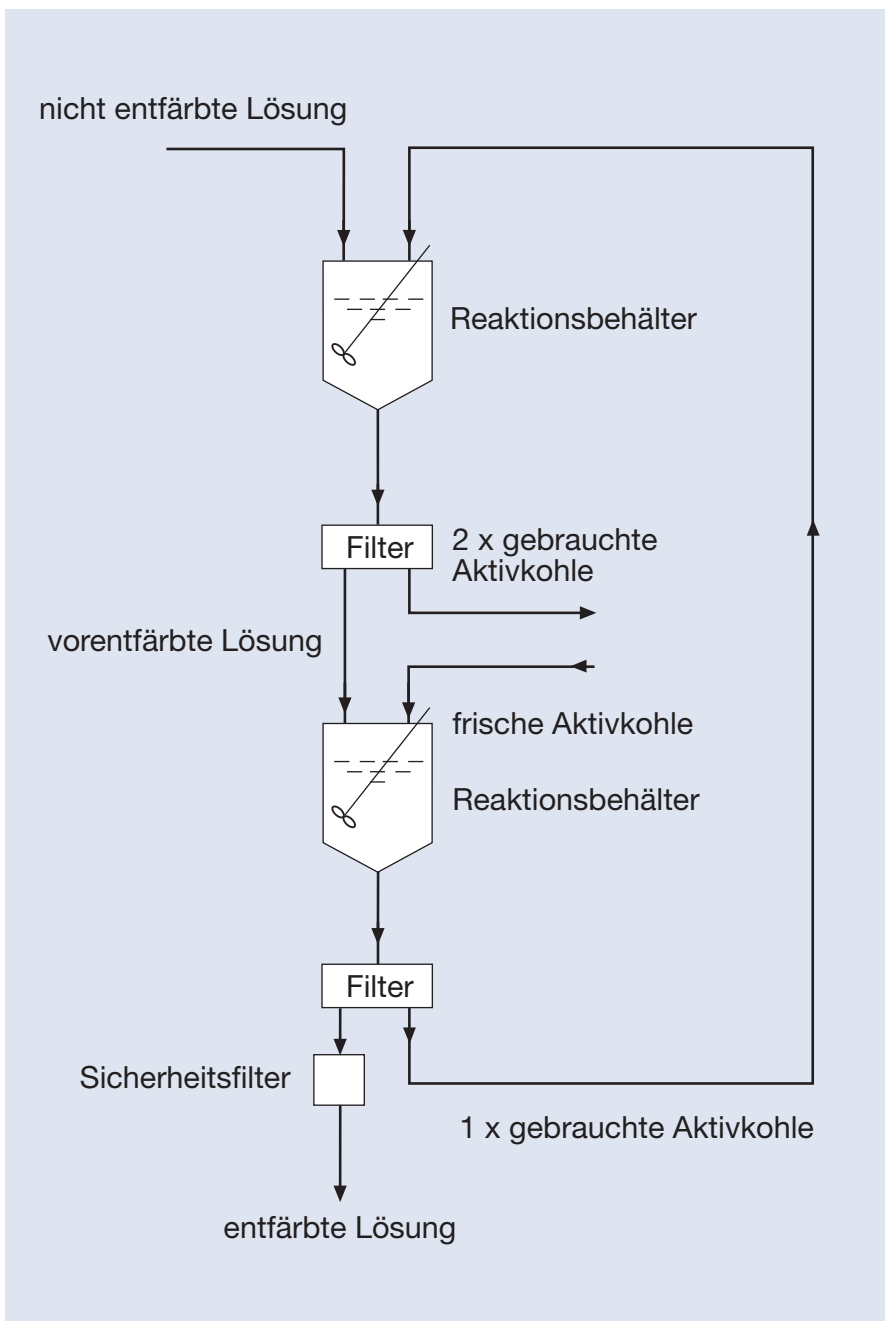 nicht entfärbte Lösung
Reaktionsbehälter
Filter
2 x gebrauchte
Aktivkohle
vorentfärbte Lösung
frische Aktivkohle
Reaktionsbehälter
Filter
Sicherheitsfilter
1 x gebrauchte Aktivkohle
entfärbte Lösung